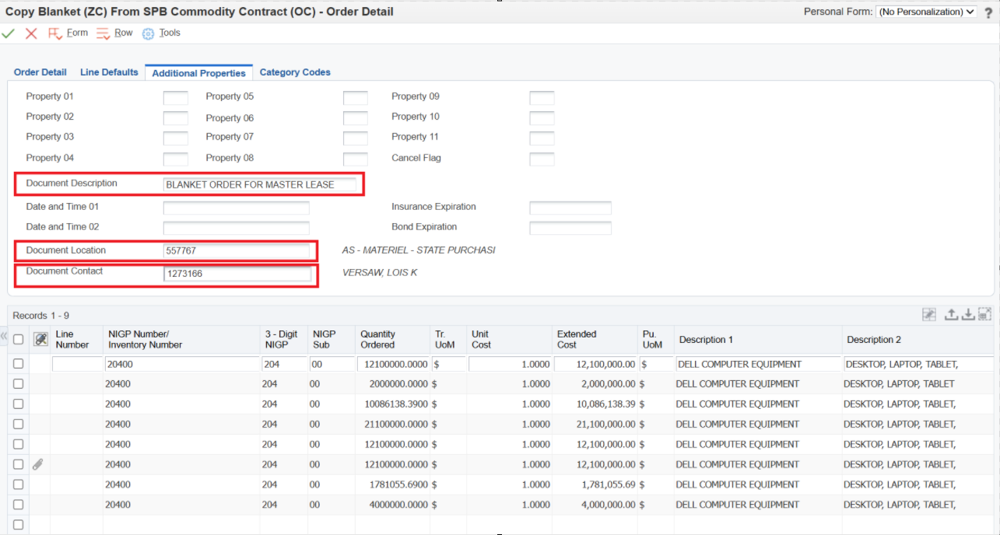 Copy Blanket (ZC) From SPB Commodity Contract (OC) - Order Detail Personal Form: (No Personalization) ?
Form Row Tools
Order Detail Line Defaults Additional Properties Category Codes
Property 01 Property 05 Property 09
Property 02 Property 06 Property 10
Property 03 Property 07 Property 11
Property 04 Property 08 Cancel Flag
Document Description BLANKET ORDER FOR MASTER LEASE
Date and Time 01 Insurance Expiration
Date and Time 02 Bond Expiration
Document Location 557767 AS - MATERIEL - STATE PURCHASI
Document Contact 1273166 VERSAW, LOIS K
Records 1 - 9
Line Number NIGP Number/ Inventory Number 3 - Digit NIGP NIGP Sub Quantity Ordered Tr. UoM Unit Cost Extended Cost Pu. UoM Description 1 Description 2
20400 204 00 12100000.0000 $ 1.0000 12,100,000.00 $ DELL COMPUTER EQUIPMENT DESKTOP, LAPTOP, TABLET,
20400 204 00 2000000.0000 $ 1.0000 2,000,000.00 $ DELL COMPUTER EQUIPMENT DESKTOP, LAPTOP, TABLET
20400 204 00 10086138.3900 $ 1.0000 10,086,138.39 $ DELL COMPUTER EQUIPMENT DESKTOP, LAPTOP, TABLET,
20400 204 00 21100000.0000 $ 1.0000 21,100,000.00 $ DELL COMPUTER EQUIPMENT DESKTOP, LAPTOP, TABLET,
20400 204 00 12100000.0000 $ 1.0000 12,100,000.00 $ DELL COMPUTER EQUIPMENT DESKTOP, LAPTOP, TABLET,
20400 204 00 12100000.0000 $ 1.0000 12,100,000.00 $ DELL COMPUTER EQUIPMENT DESKTOP, LAPTOP, TABLET,
20400 204 00 1781055.6900 $ 1.0000 1,781,055.69 $ DELL COMPUTER EQUIPMENT DESKTOP, LAPTOP, TABLET,
20400 204 00 4000000.0000 $ 1.0000 4,000,000.00 $ DELL COMPUTER EQUIPMENT DESKTOP, LAPTOP, TABLET,